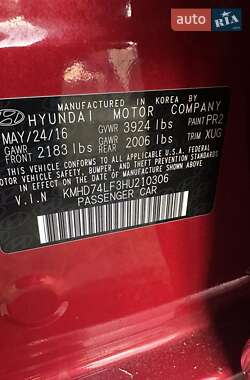 auto RIA
MANUFACTURED IN KOREA BY
HYUNDAI MOTOR COMPANY
MAY/24/16 GVWR 3924 lbs PAINT PR2
GAWR FRONT 2183 lbs GAWR REAR 2006 lbs TRIM XUG
THIS VEHICLE CONFORMS TO ALL APPLICABLE U.S.A. FEDERAL MOTOR VEHICLE SAFETY, BUMPER, AND THEFT PREVENTION STANDARDS IN EFFECT ON THE DATE OF MANUFACTURE SHOWN ABOVE.
V.I.N KMHD74LF3HU210306
PASSENGER CAR